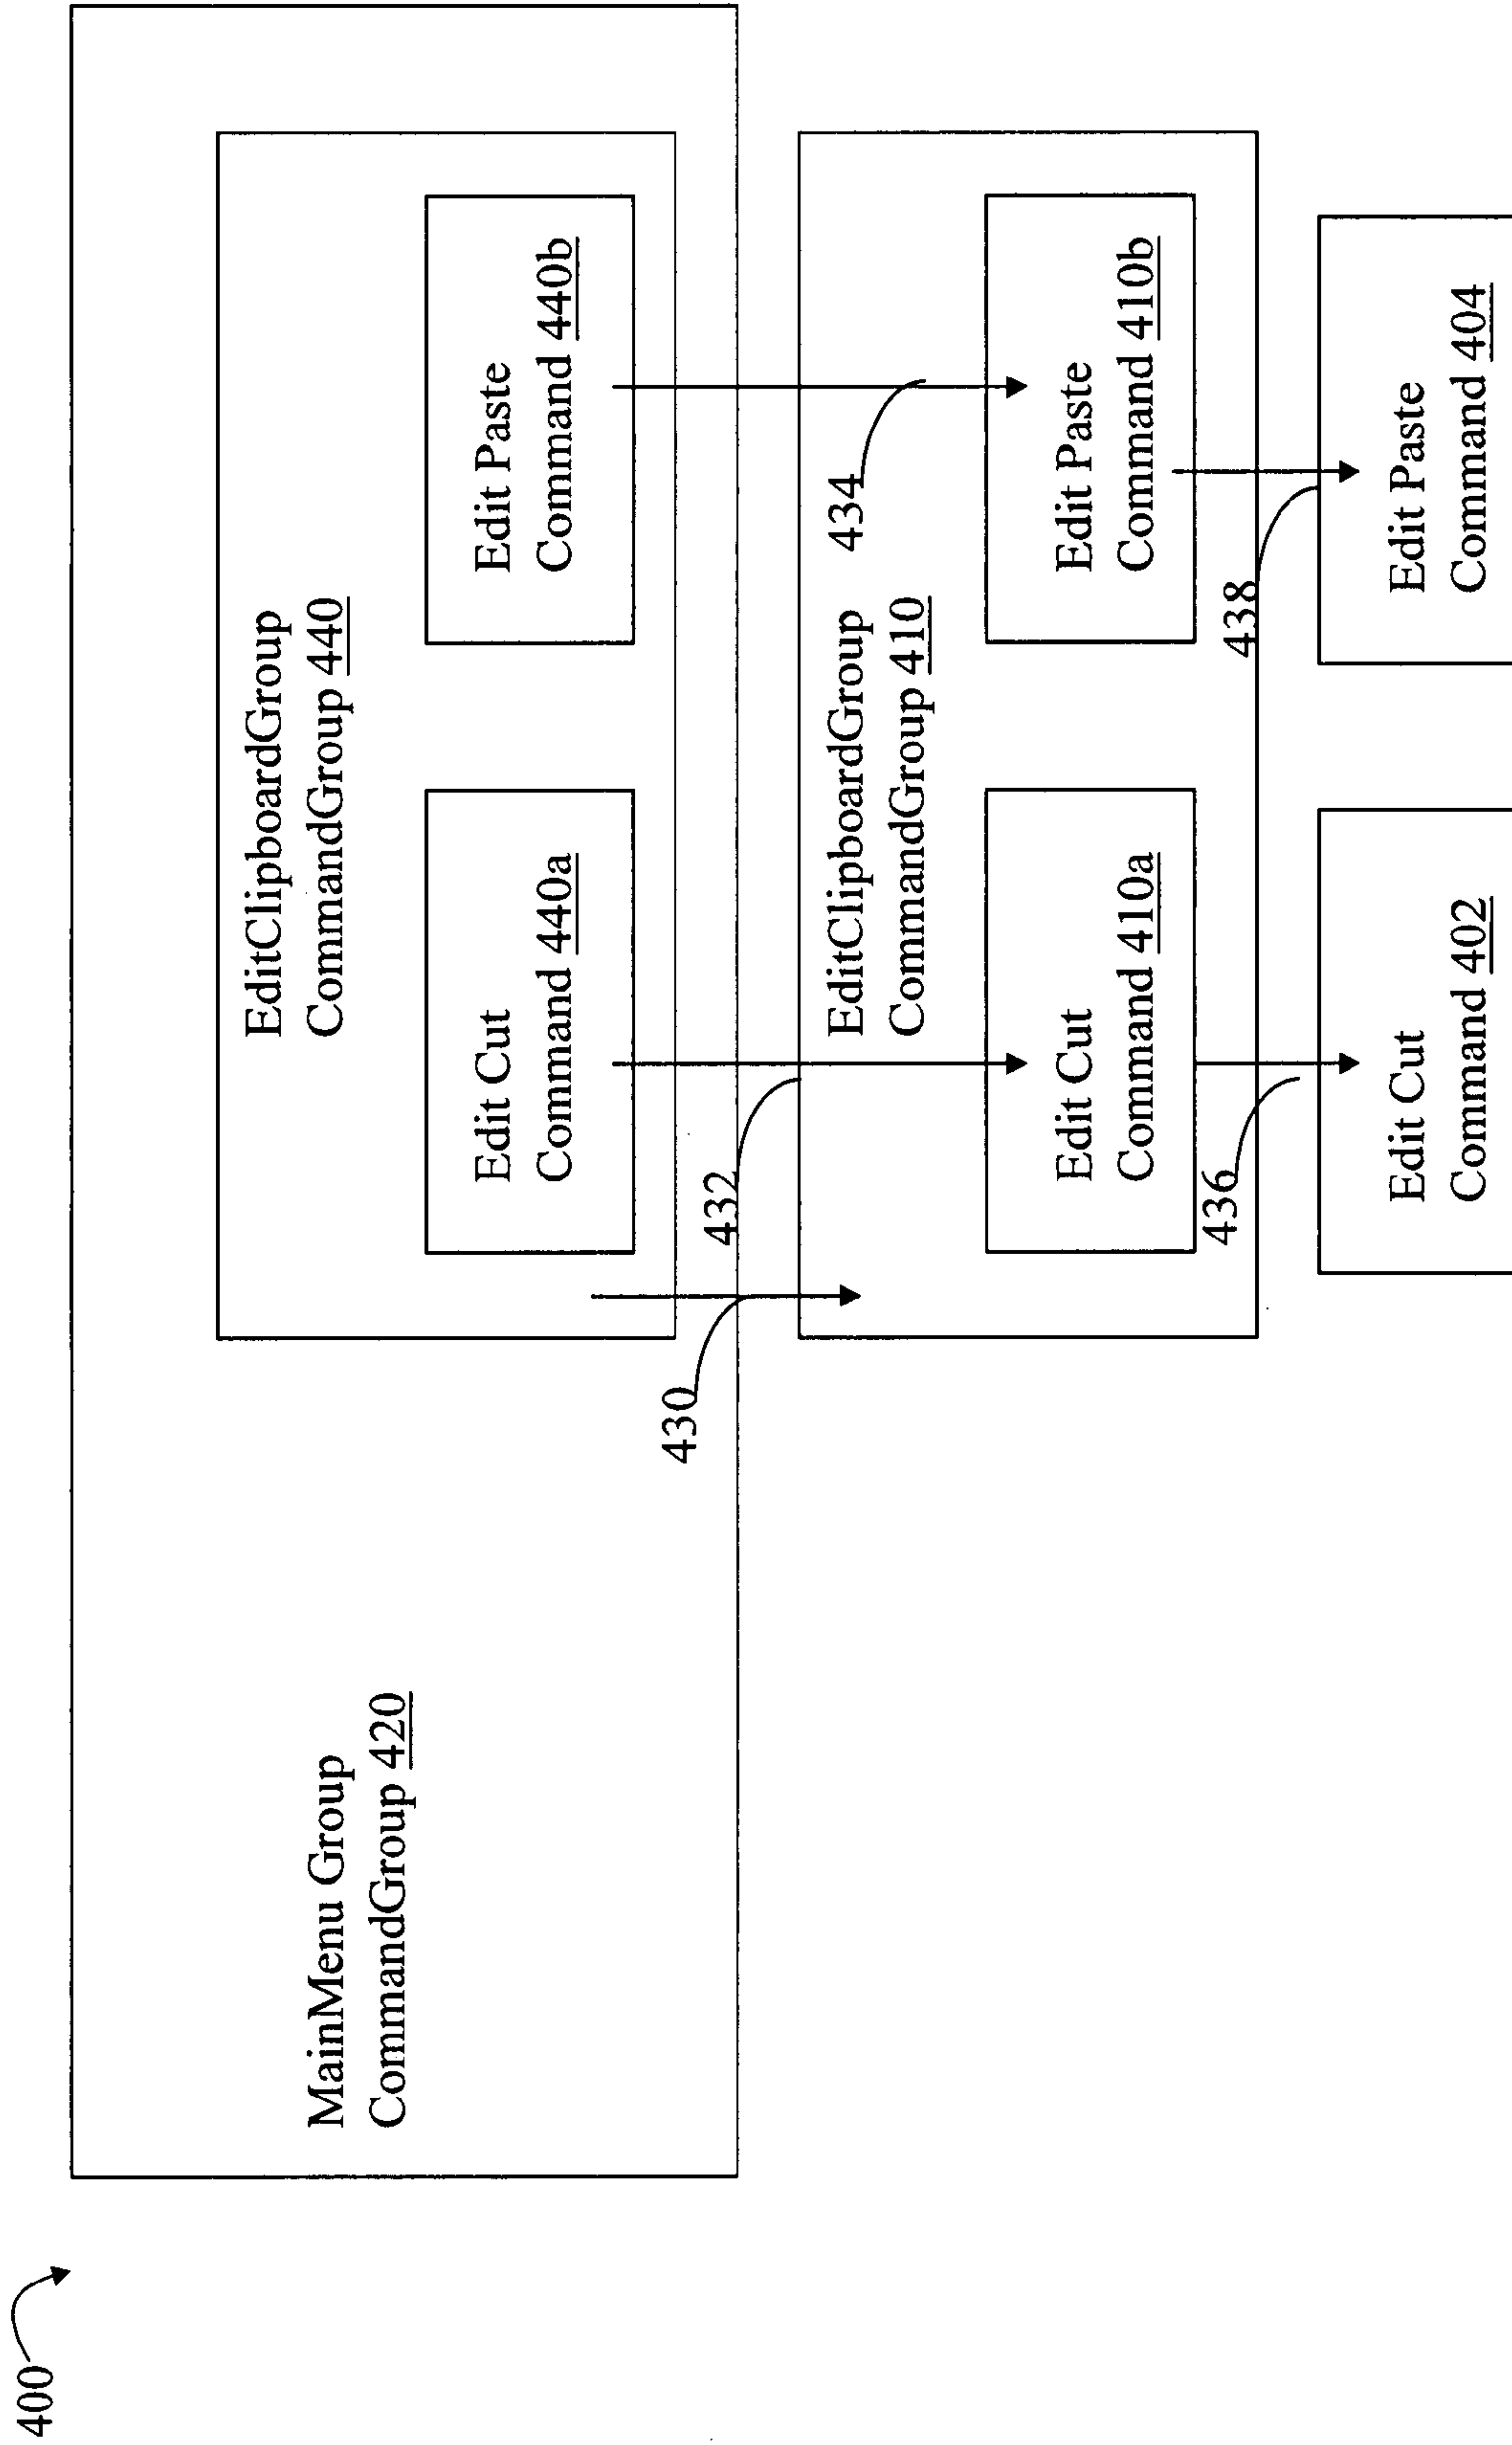 400
MainMenu Group
CommandGroup 420
EditClipboardGroup
CommandGroup 440
Edit Cut
Command 440a
Edit Paste
Command 440b
430
432
434
EditClipboardGroup
CommandGroup 410
Edit Cut
Command 410a
Edit Paste
Command 410b
436
438
Edit Cut
Command 402
Edit Paste
Command 404